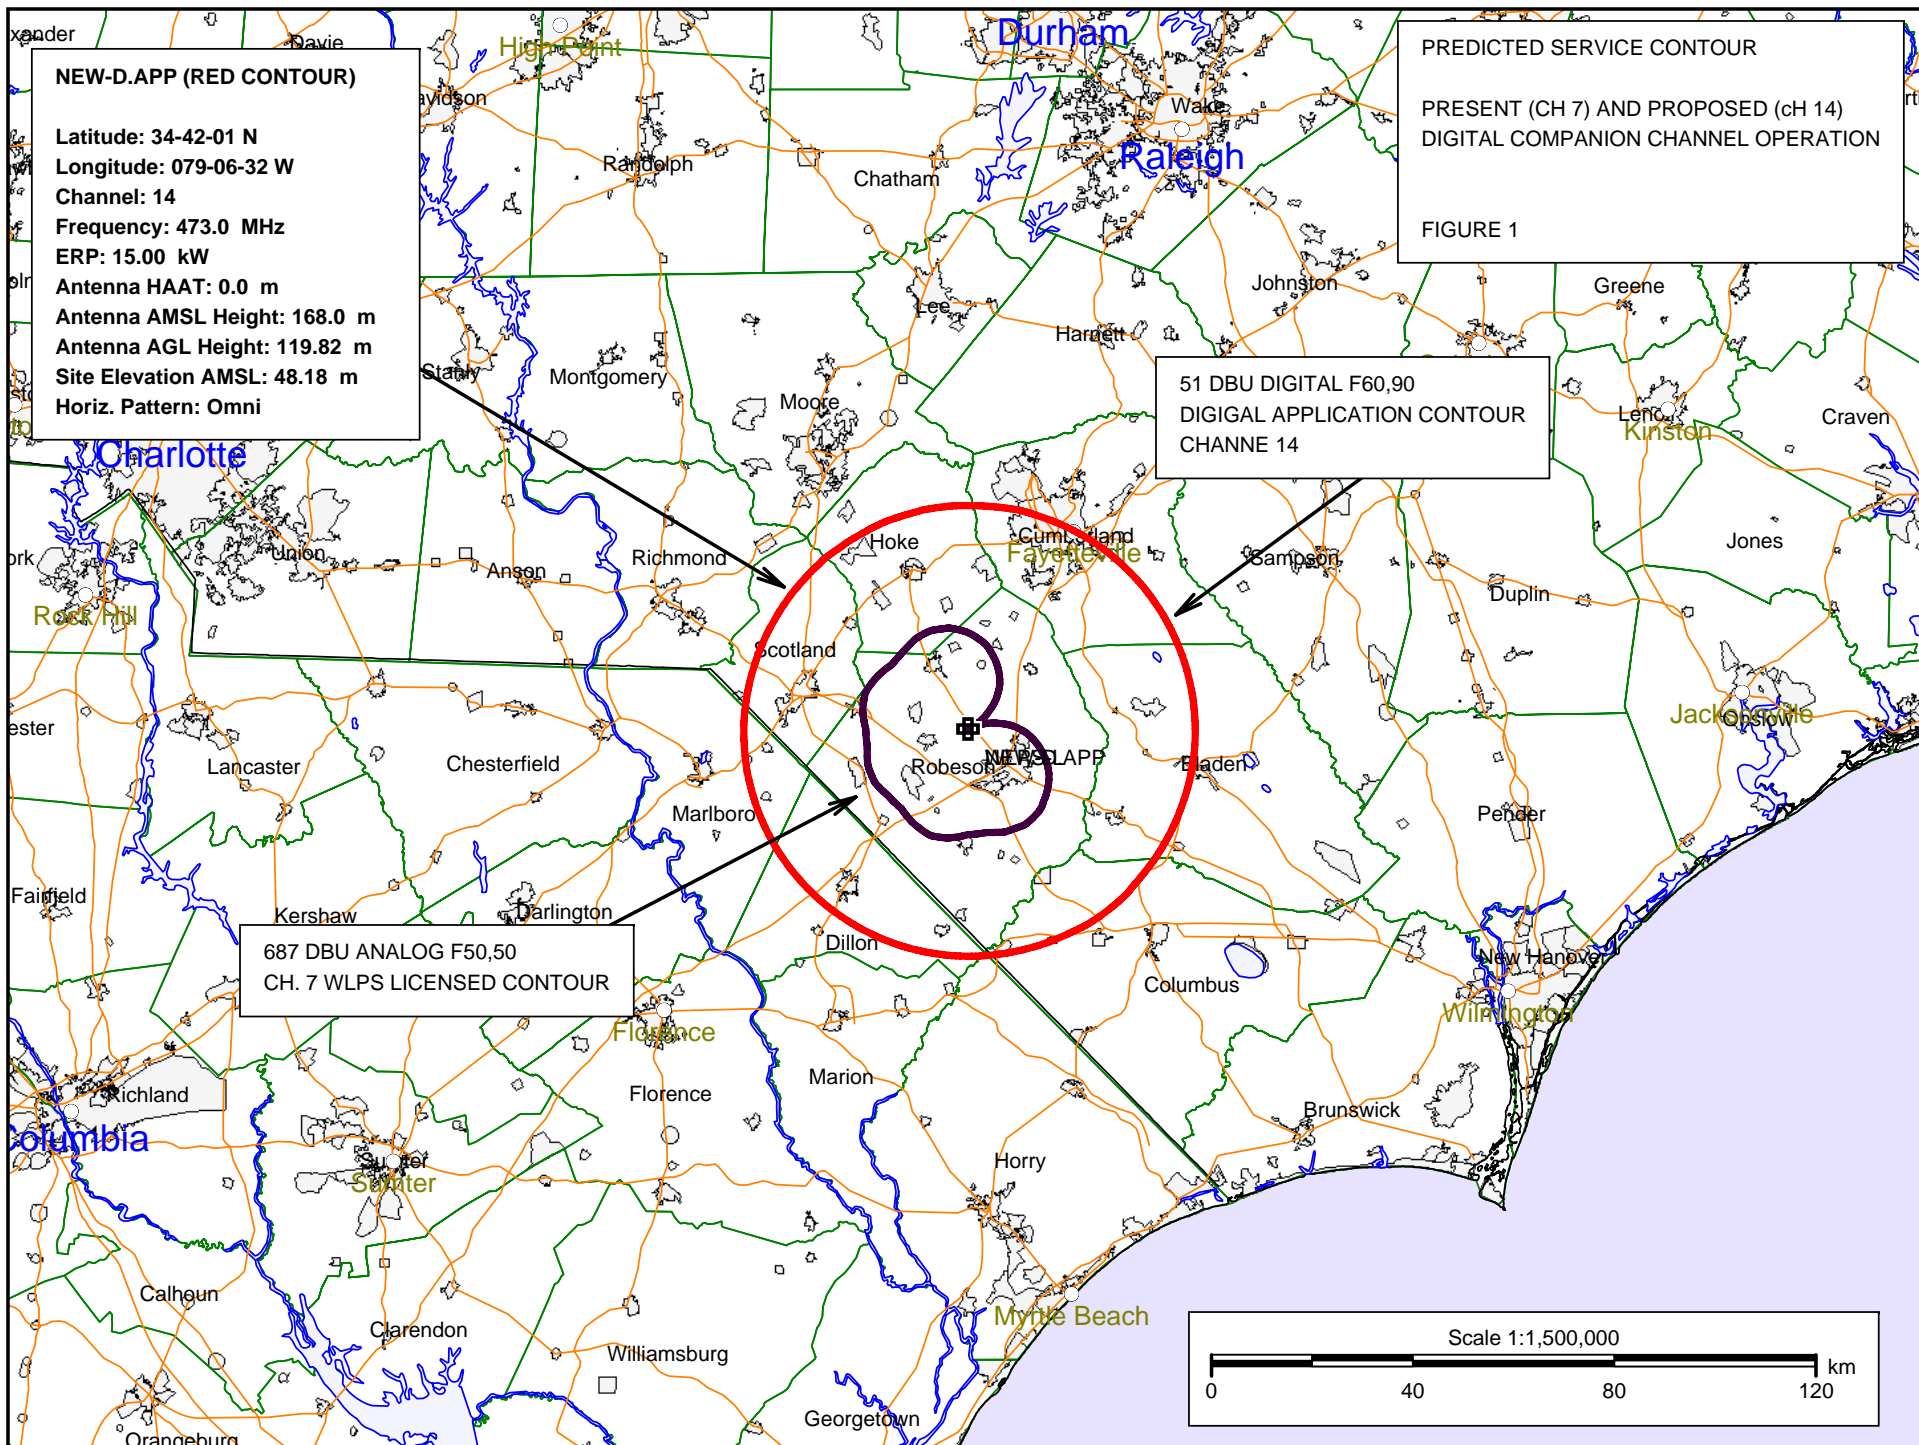 NEW-D.APP (RED CONTOUR)
Latitude: 34-42-01 N
Longitude: 079-06-32 W
Channel: 14
Frequency: 473.0 MHz
ERP: 15.00 kW
Antenna HAAT: 0.0 m
Antenna AMSL Height: 168.0 m
Antenna AGL Height: 119.82 m
Site Elevation AMSL: 48.18 m
Horiz. Pattern: Omni
PREDICTED SERVICE CONTOUR
PRESENT (CH 7) AND PROPOSED (cH 14)
DIGITAL COMPANION CHANNEL OPERATION
FIGURE 1
xander
Davie
High Point
Durham
Wake
Raleigh
Randolph
Chatham
Johnston
Greene
Lee
Harnett
Stanly
Montgomery
Moore
51 DBU DIGITAL F60,90
DIGIGAL APPLICATION CONTOUR
CHANNE 14
Craven
Kinston
Charlotte
Union
Anson
Richmond
Hoke
Cumberland
Fayetteville
Sampson
Jones
Duplin
Rock Hill
Scotland
Jacksonville
Onslow
ester
Lancaster
Chesterfield
Robeson
Bladen
Marlboro
Pender
Fairfield
Kershaw
Darlington
Dillon
New Hanover
687 DBU ANALOG F50,50
CH. 7 WLPS LICENSED CONTOUR
Columbus
Wilmington
Florence
Marion
Florence
Richland
Brunswick
Columbia
Sumter
Sumter
Horry
Calhoun
Clarendon
Myrtle Beach
Williamsburg
Georgetown
Orangeburg
Scale 1:1,500,000
km
0 40 80 120